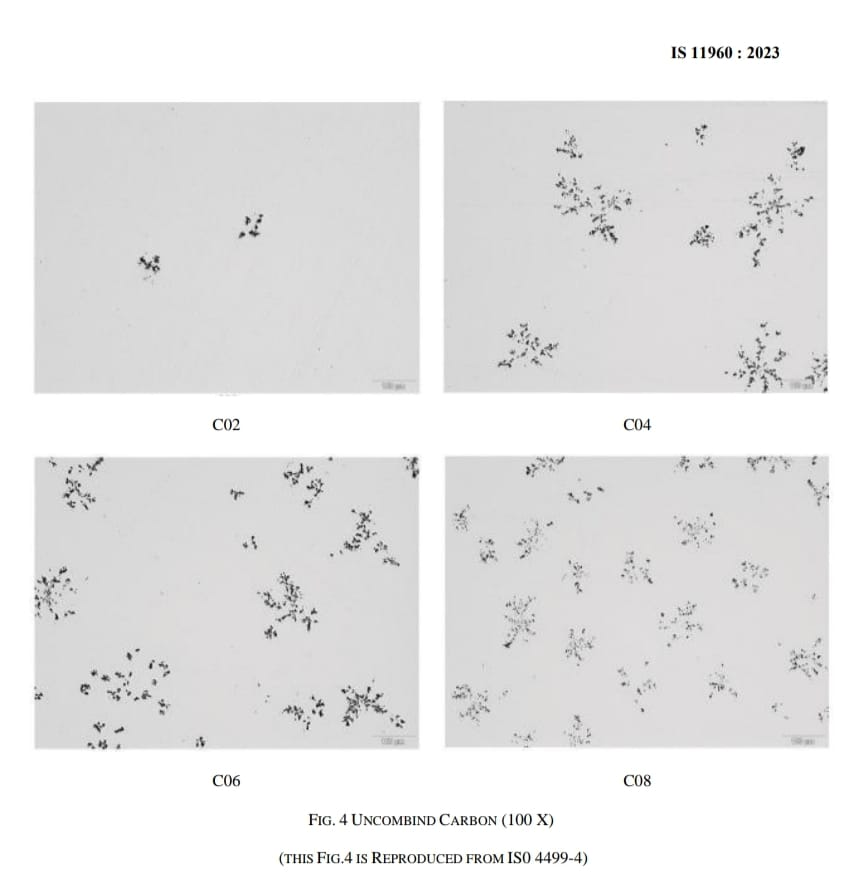 IS 11960 : 2023
C02
C04
C06
C08
FIG. 4 UNCOMBIND CARBON (100 X)
(THIS FIG.4 IS REPRODUCED FROM IS0 4499-4)